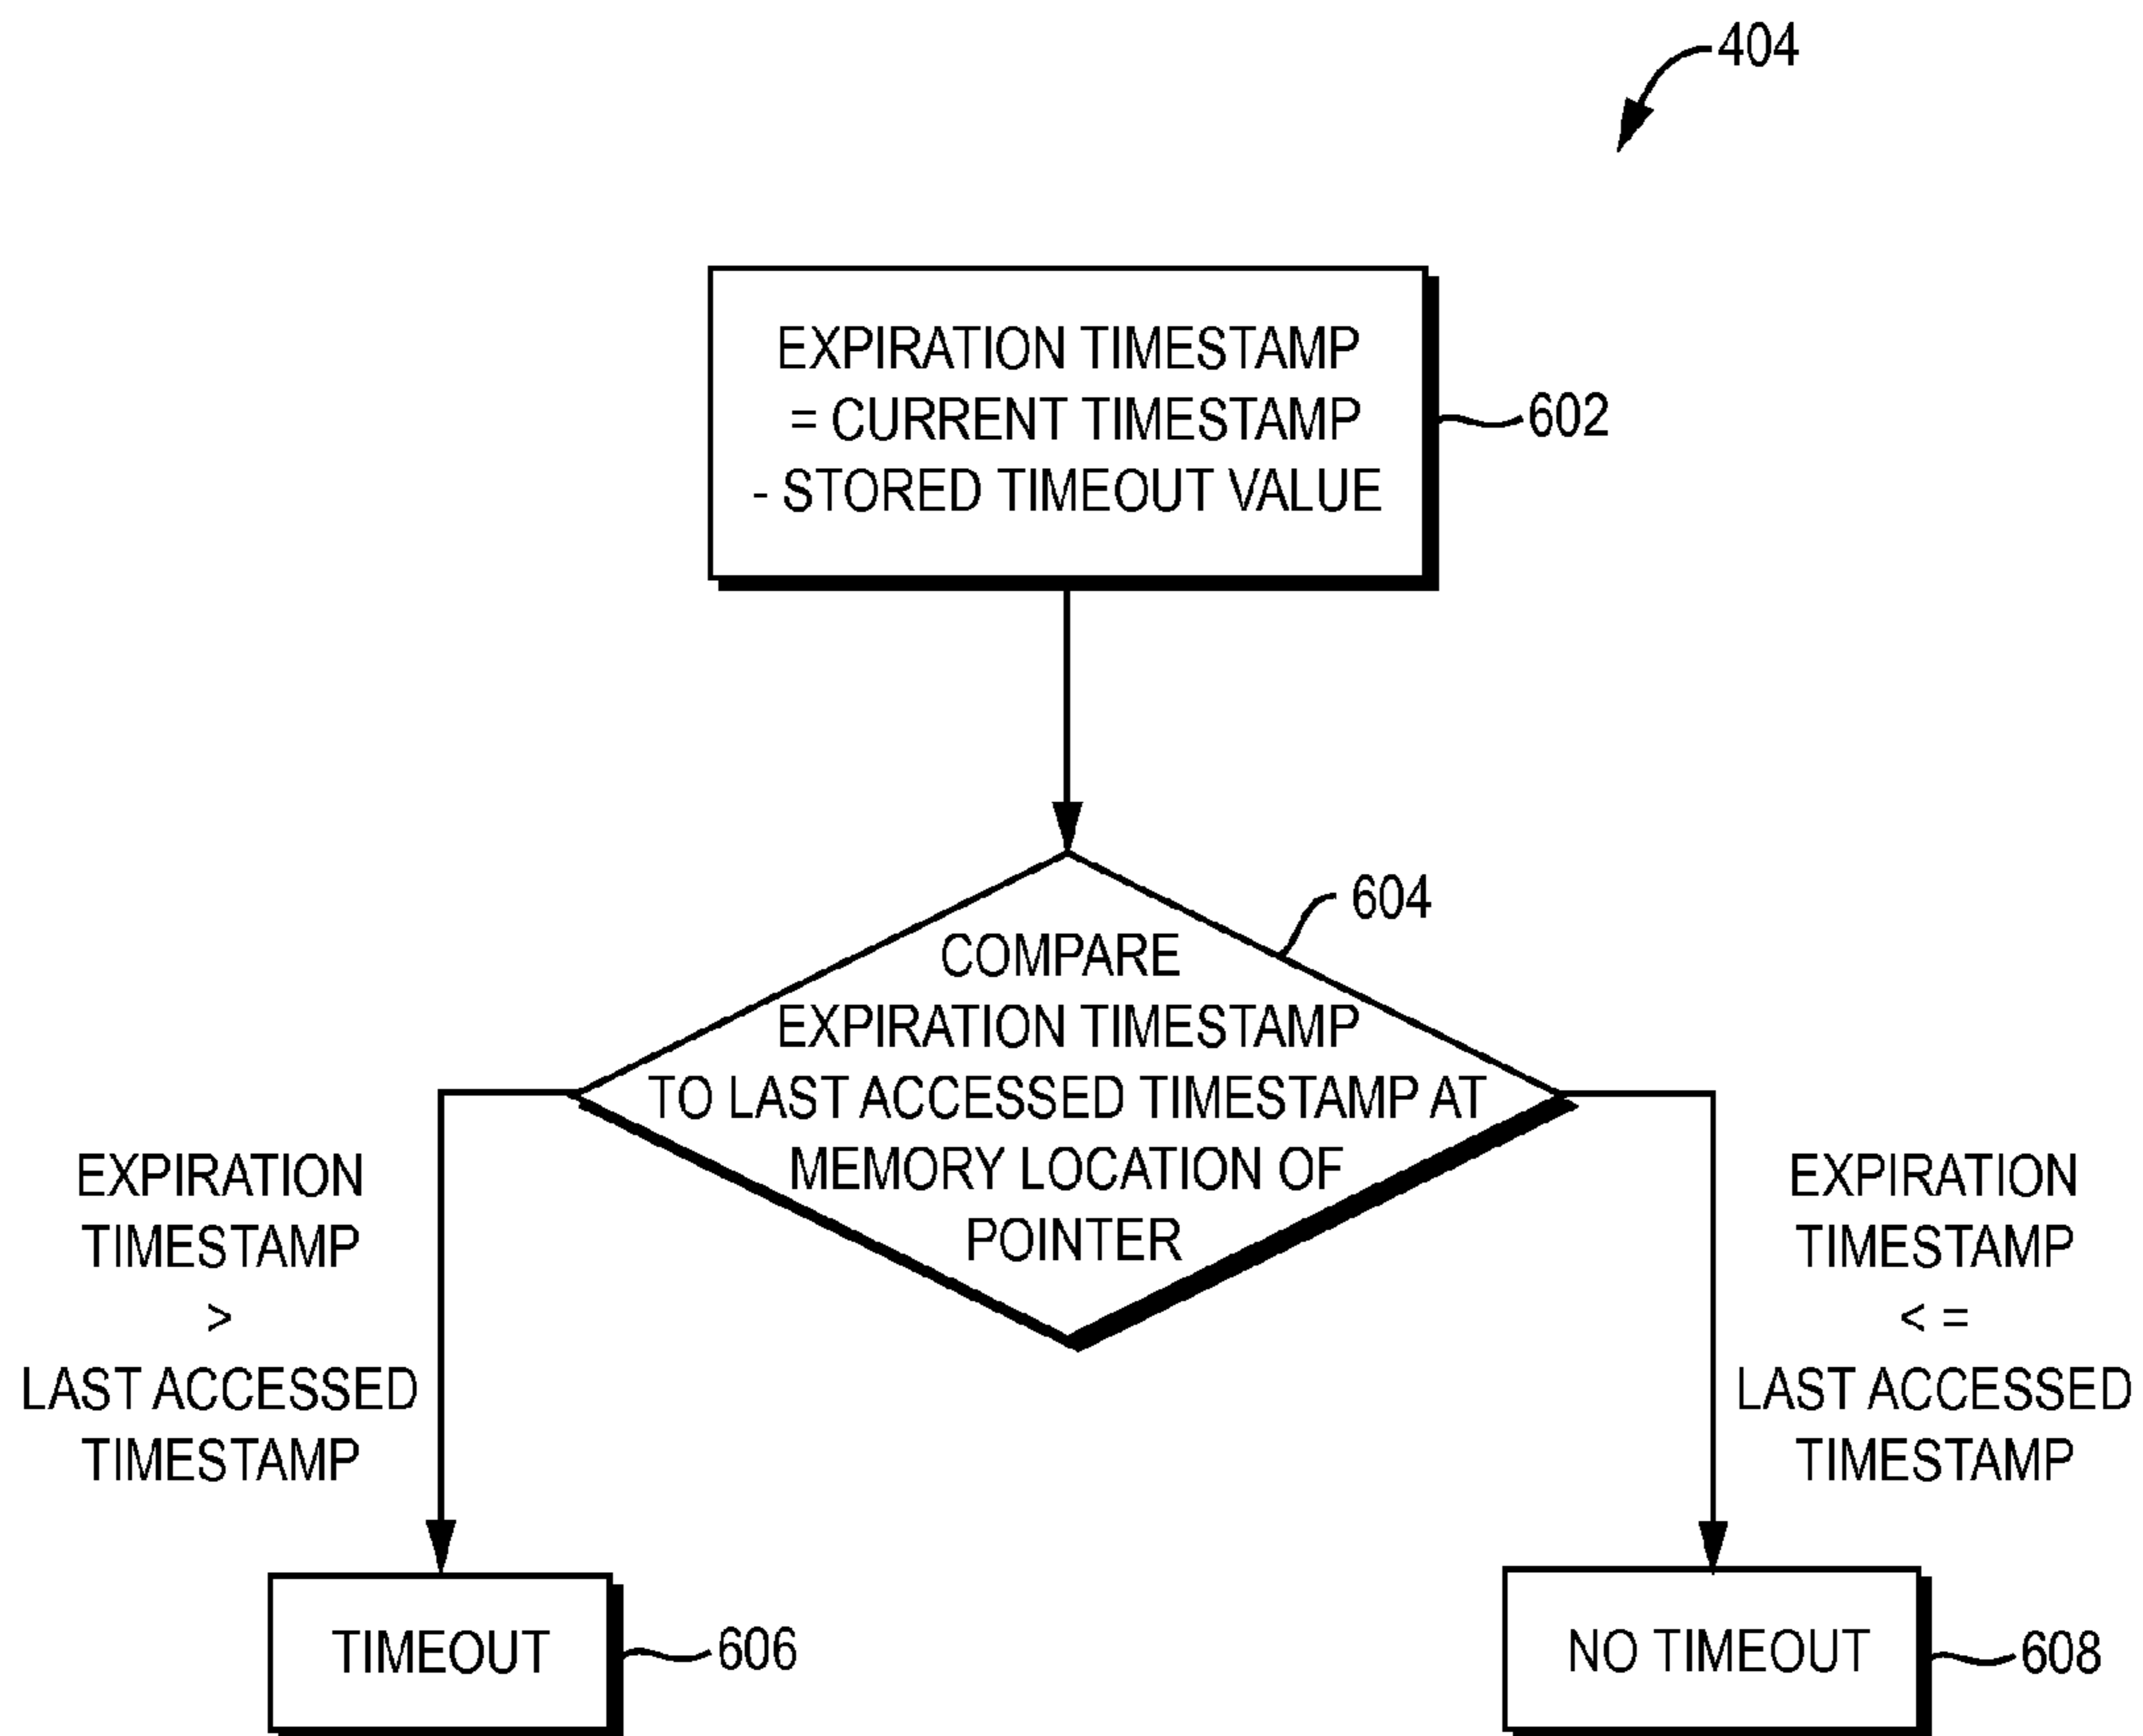 404
EXPIRATION TIMESTAMP
= CURRENT TIMESTAMP
- STORED TIMEOUT VALUE
602
604
COMPARE
EXPIRATION TIMESTAMP
TO LAST ACCESSED TIMESTAMP AT
MEMORY LOCATION OF
POINTER
EXPIRATION
TIMESTAMP
>
LAST ACCESSED
TIMESTAMP
EXPIRATION
TIMESTAMP
< =
LAST ACCESSED
TIMESTAMP
TIMEOUT
606
NO TIMEOUT
608